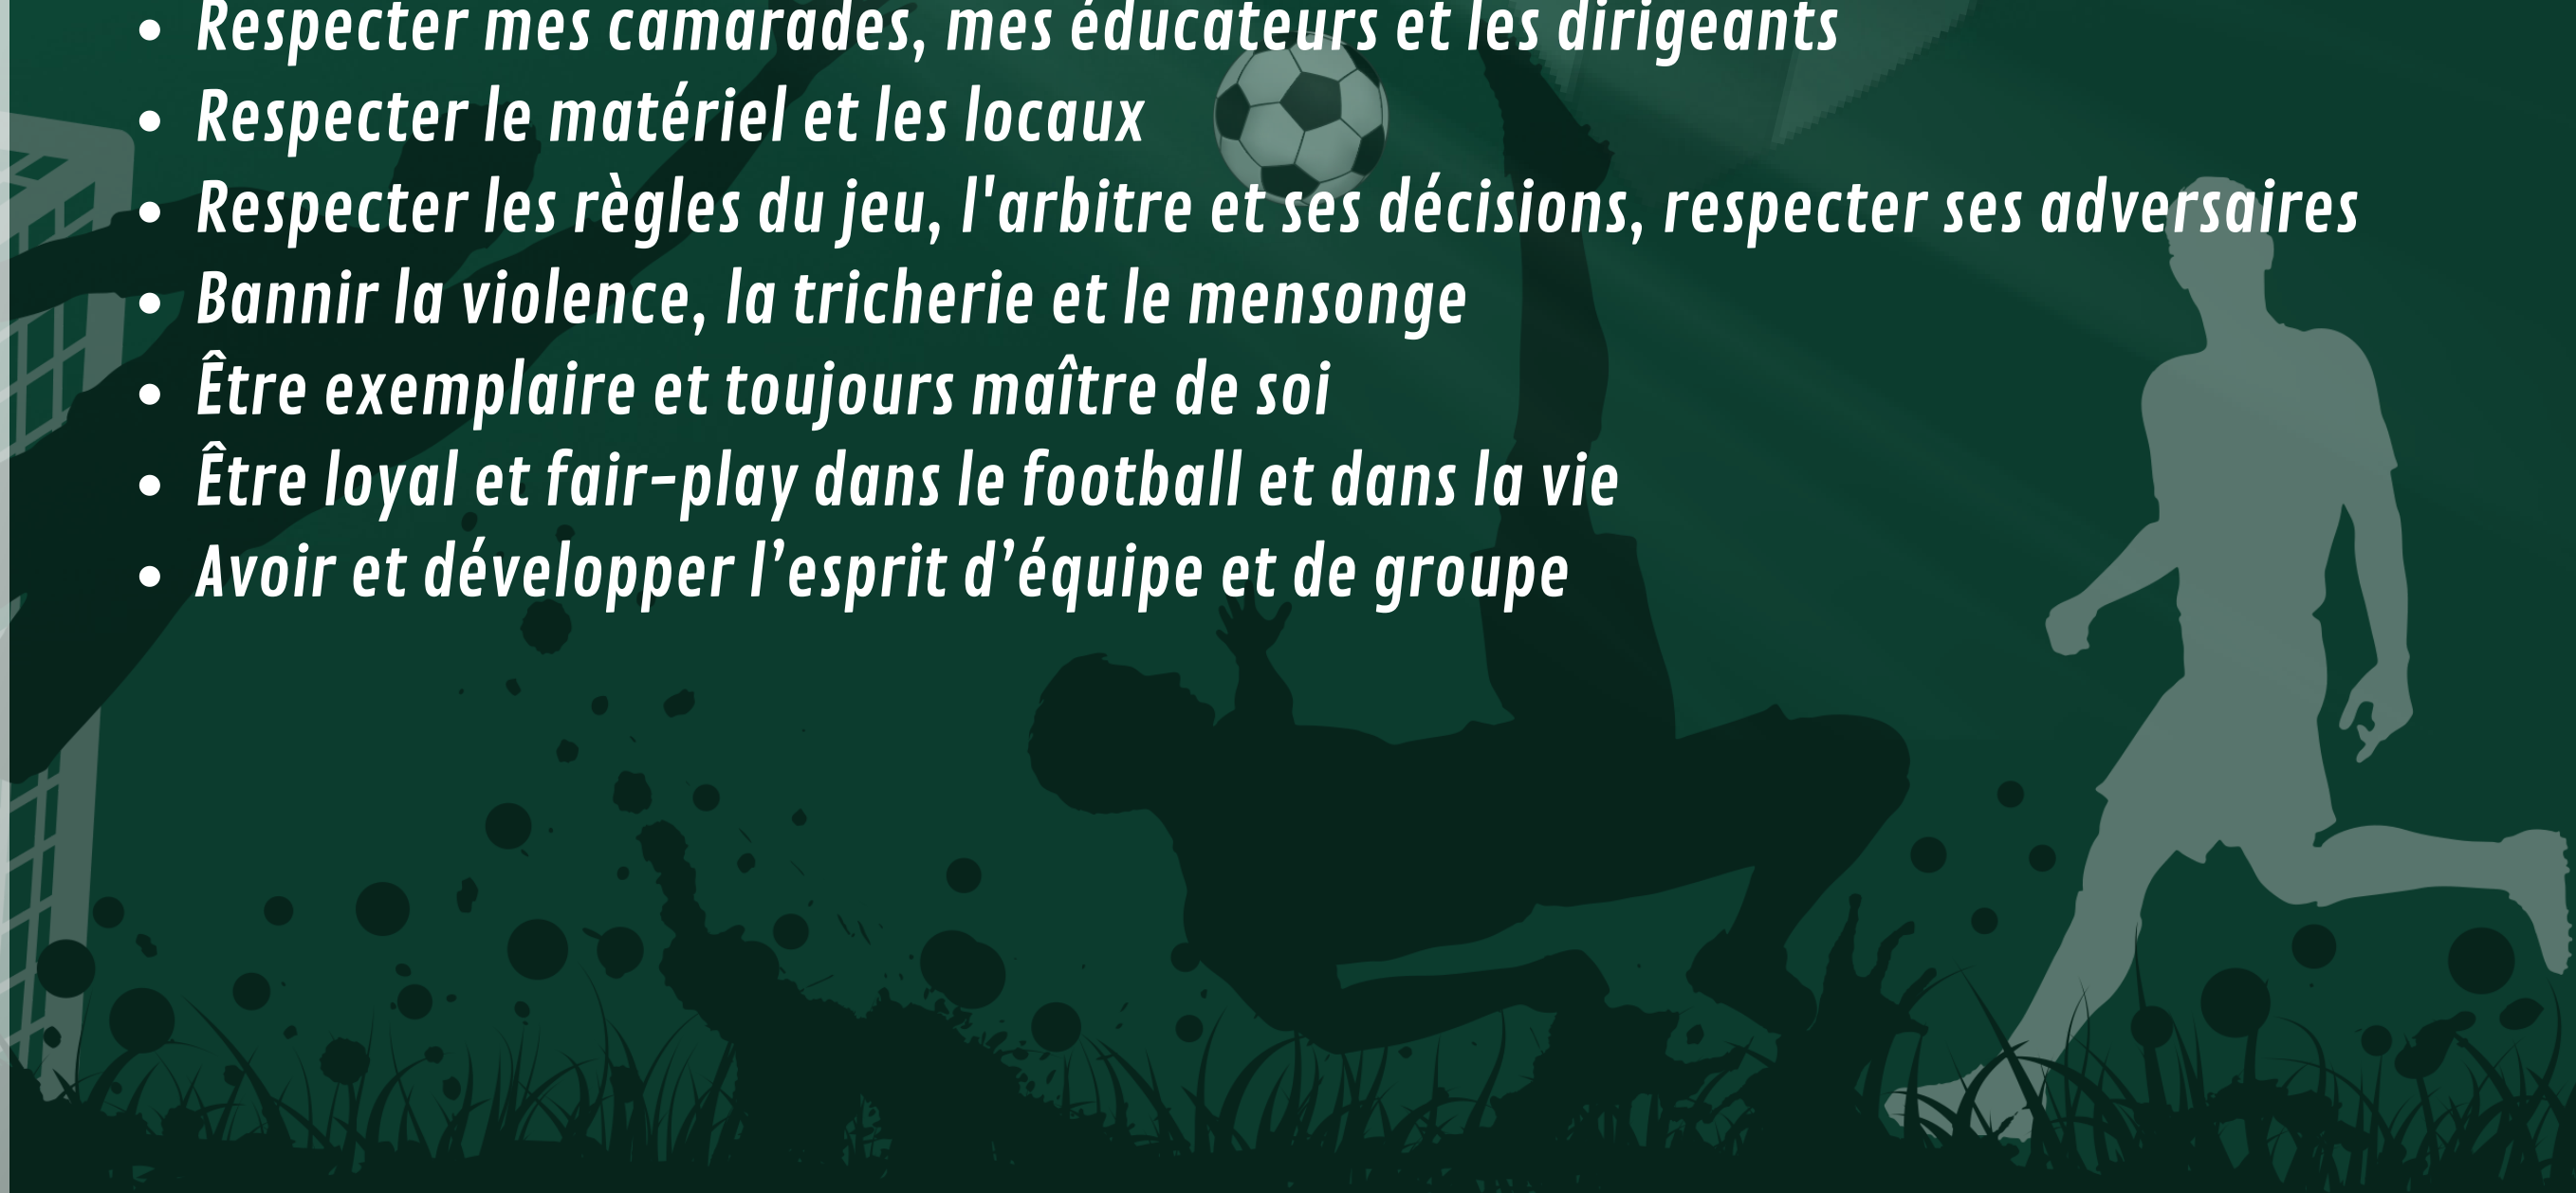 • Respecter mes camarades, mes éducateurs et les dirigeants
• Respecter le matériel et les locaux
• Respecter les règles du jeu, l'arbitre et ses décisions, respecter ses adversaires
• Bannir la violence, la tricherie et le mensonge
• Être exemplaire et toujours maître de soi
• Être loyal et fair-play dans le football et dans la vie
• Avoir et développer l’esprit d’équipe et de groupe